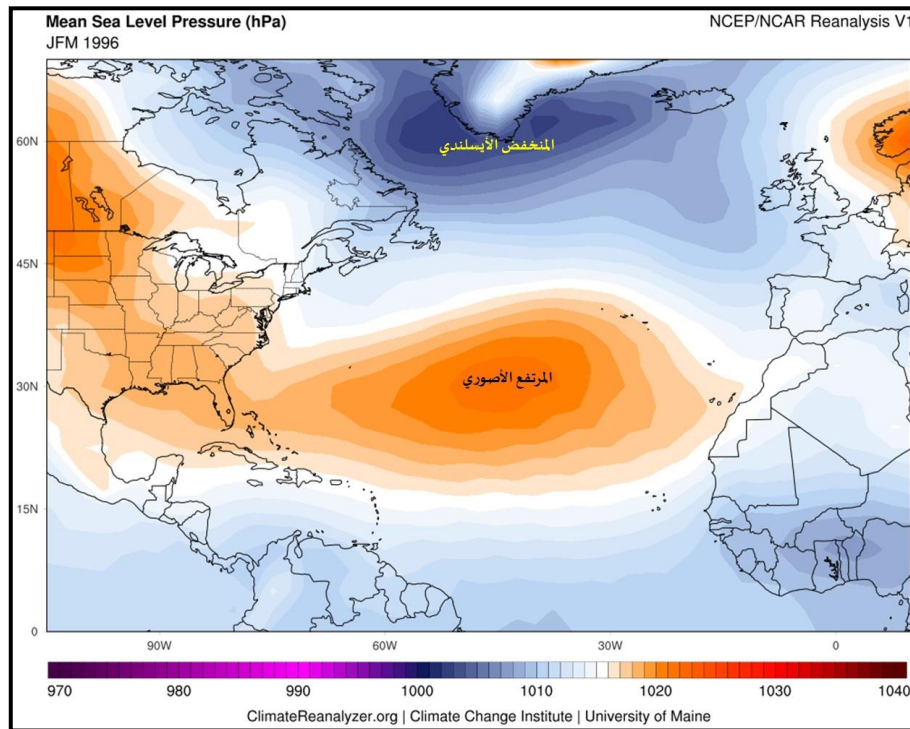 Mean Sea Level Pressure (hPa)
NCEP/NCAR Reanalysis V1
JFM 1996
60N
المنخفض الأيسلندي
45N
المرتفع الأصوري
30N
15N
0
90W 60W 30W 0
970 980 990 1000 1010 1020 1030 1040
ClimateReanalyzer.org | Climate Change Institute | University of Maine